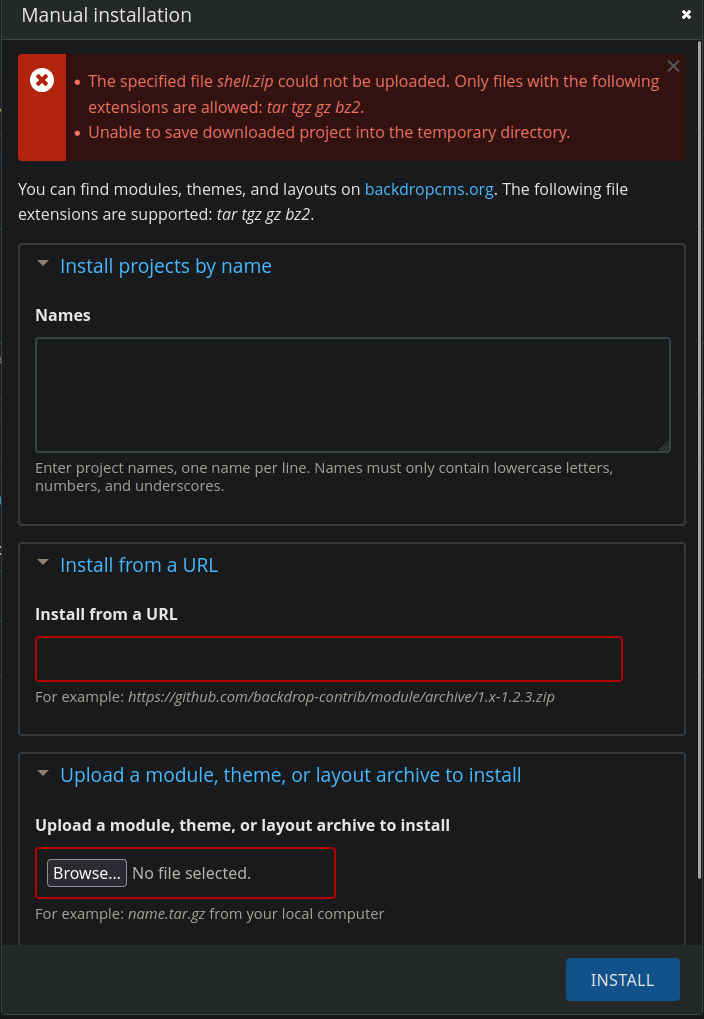 Manual installation
The specified file shell.zip could not be uploaded. Only files with the following
extensions are allowed: tar tgz gz bz2.
Unable to save downloaded project into the temporary directory.
You can find modules, themes, and layouts on backdropcms.org. The following file
extensions are supported: tar tgz gz bz2.
Install projects by name
Names
Enter project names, one name per line. Names must only contain lowercase letters,
numbers, and underscores.
Install from a URL
Install from a URL
For example: https://github.com/backdrop-contrib/module/archive/1.x-1.2.3.zip
Upload a module, theme, or layout archive to install
Upload a module, theme, or layout archive to install
Browse... No file selected.
For example: name.tar.gz from your local computer
INSTALL